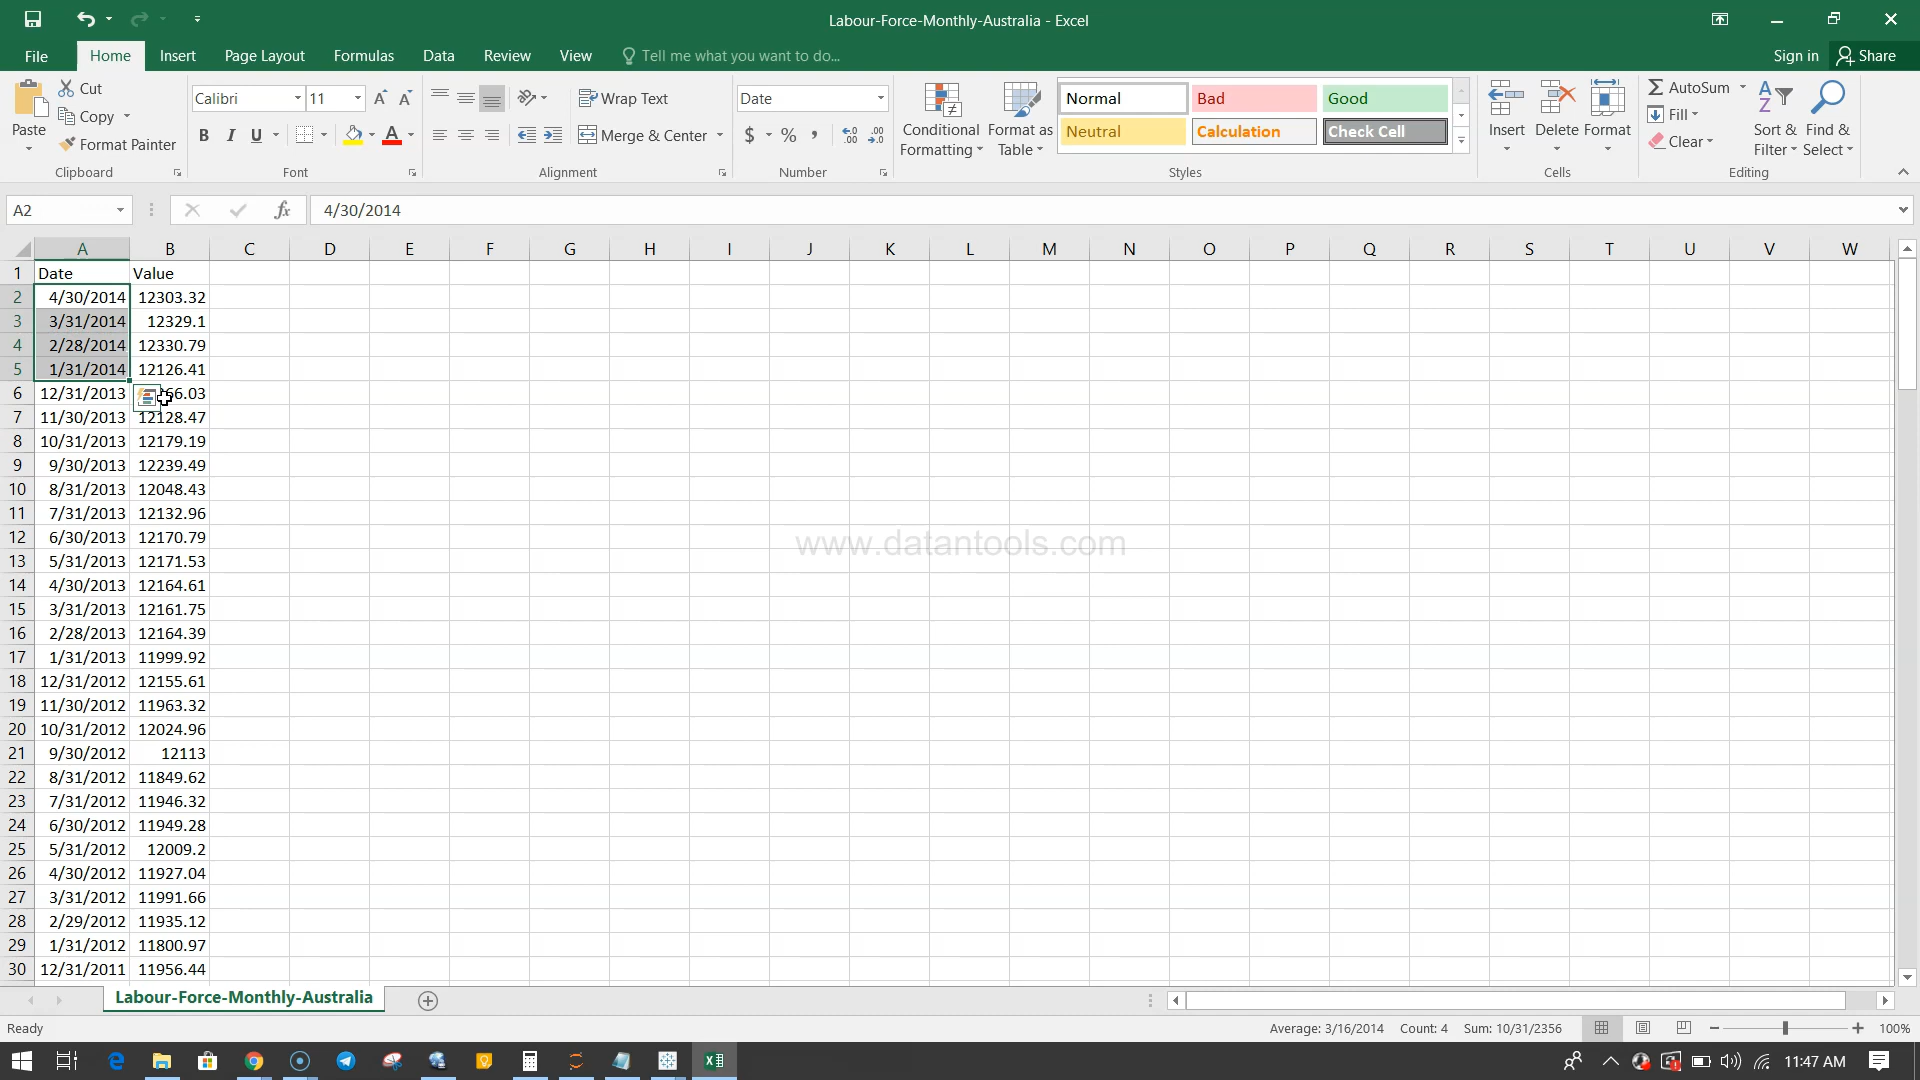 Labour-Force-Monthly-Australia - Excel
File Home Insert Page Layout Formulas Data Review View Tell me what you want to do... Sign in Share
Paste Cut Copy Format Painter Clipboard
Calibri 11 B I U Font
Wrap Text Merge & Center Alignment
Date $ % , Number
Conditional Formatting Format as Table
Normal Bad Good
Neutral Calculation Check Cell
Styles
Insert Delete Format Cells
AutoSum Fill Clear Sort & Filter Find & Select Editing
A2 fx 4/30/2014
A B C D E F G H I J K L M N O P Q R S T U V W
1 Date Value
2 4/30/2014 12303.32
3 3/31/2014 12329.1
4 2/28/2014 12330.79
5 1/31/2014 12126.41
6 12/31/2013 66.03
7 11/30/2013 12128.47
8 10/31/2013 12179.19
9 9/30/2013 12239.49
10 8/31/2013 12048.43
11 7/31/2013 12132.96
12 6/30/2013 12170.79
www.datantools.com
13 5/31/2013 12171.53
14 4/30/2013 12164.61
15 3/31/2013 12161.75
16 2/28/2013 12164.39
17 1/31/2013 11999.92
18 12/31/2012 12155.61
19 11/30/2012 11963.32
20 10/31/2012 12024.96
21 9/30/2012 12113
22 8/31/2012 11849.62
23 7/31/2012 11946.32
24 6/30/2012 11949.28
25 5/31/2012 12009.2
26 4/30/2012 11927.04
27 3/31/2012 11991.66
28 2/29/2012 11935.12
29 1/31/2012 11800.97
30 12/31/2011 11956.44
Labour-Force-Monthly-Australia
Ready Average: 3/16/2014 Count: 4 Sum: 10/31/2356 100%
11:47 AM